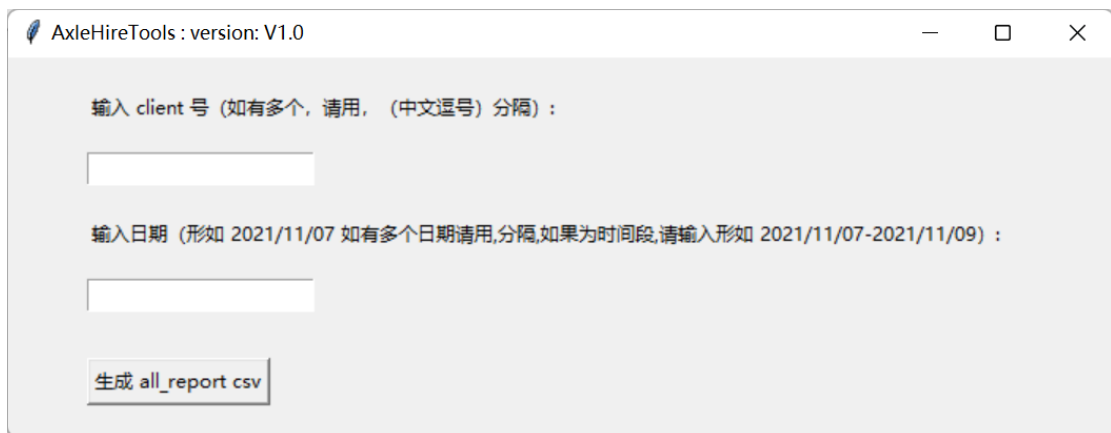 AxleHireTools : version: V1.0
输入 client 号（如有多个，请用，（中文逗号）分隔）：
输入日期（形如 2021/11/07 如有多个日期请用,分隔,如果为时间段,请输入形如 2021/11/07-2021/11/09）：
生成 all_report csv